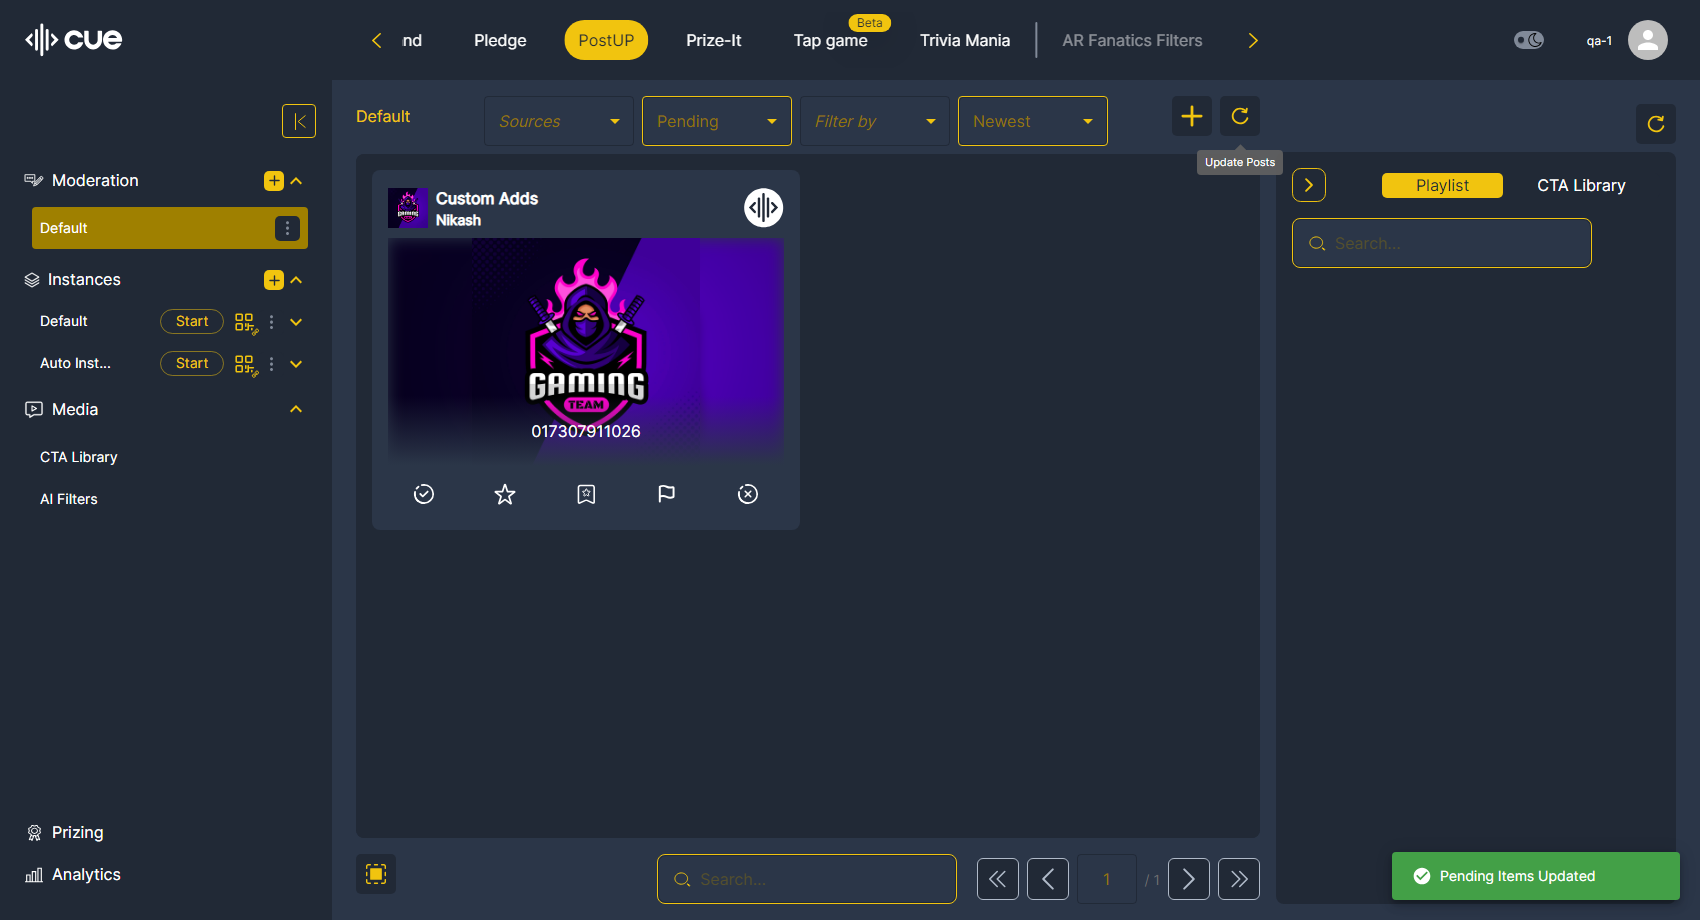 cue
nd
Pledge
PostUP
Prize-It
Beta
Tap game
Trivia Mania
AR Fanatics Filters
qa-1
Default
Sources
Pending
Filter by
Newest
Update Posts
Moderation
Default
Instances
Default
Start
Auto Inst...
Start
Media
CTA Library
AI Filters
Prizing
Analytics
Custom Adds
Nikash
GAMING
GAMING
TEAM
017307911026
Playlist
CTA Library
Search...
Search...
1
/ 1
Pending Items Updated